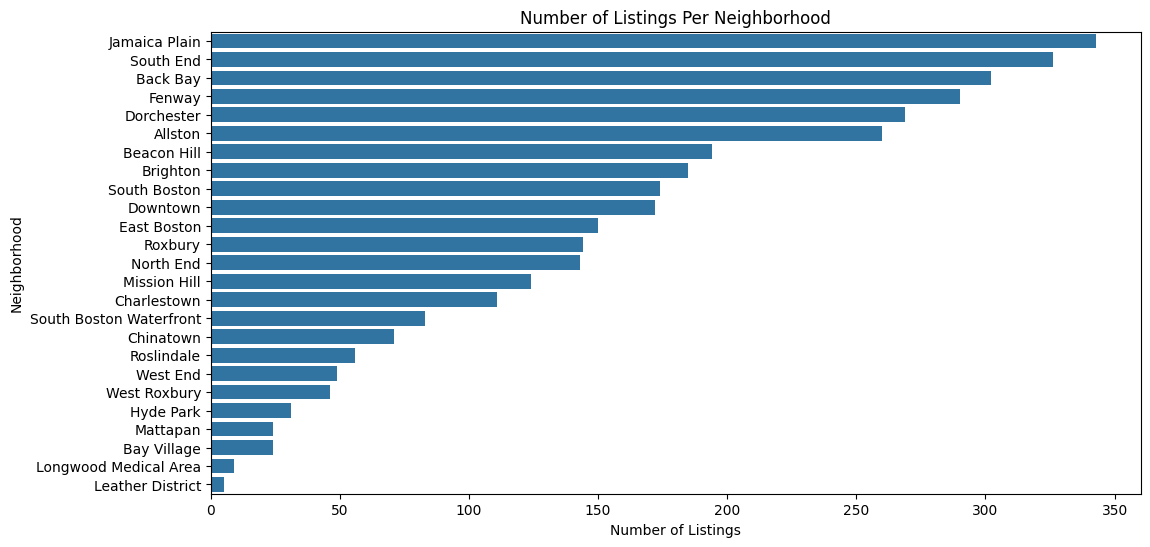 Number of Listings Per Neighborhood
Neighborhood
Jamaica Plain
South End
Back Bay
Fenway
Dorchester
Allston
Beacon Hill
Brighton
South Boston
Downtown
East Boston
Roxbury
North End
Mission Hill
Charlestown
South Boston Waterfront
Chinatown
Roslindale
West End
West Roxbury
Hyde Park
Mattapan
Bay Village
Longwood Medical Area
Leather District
0 50 100 150 200 250 300 350
Number of Listings